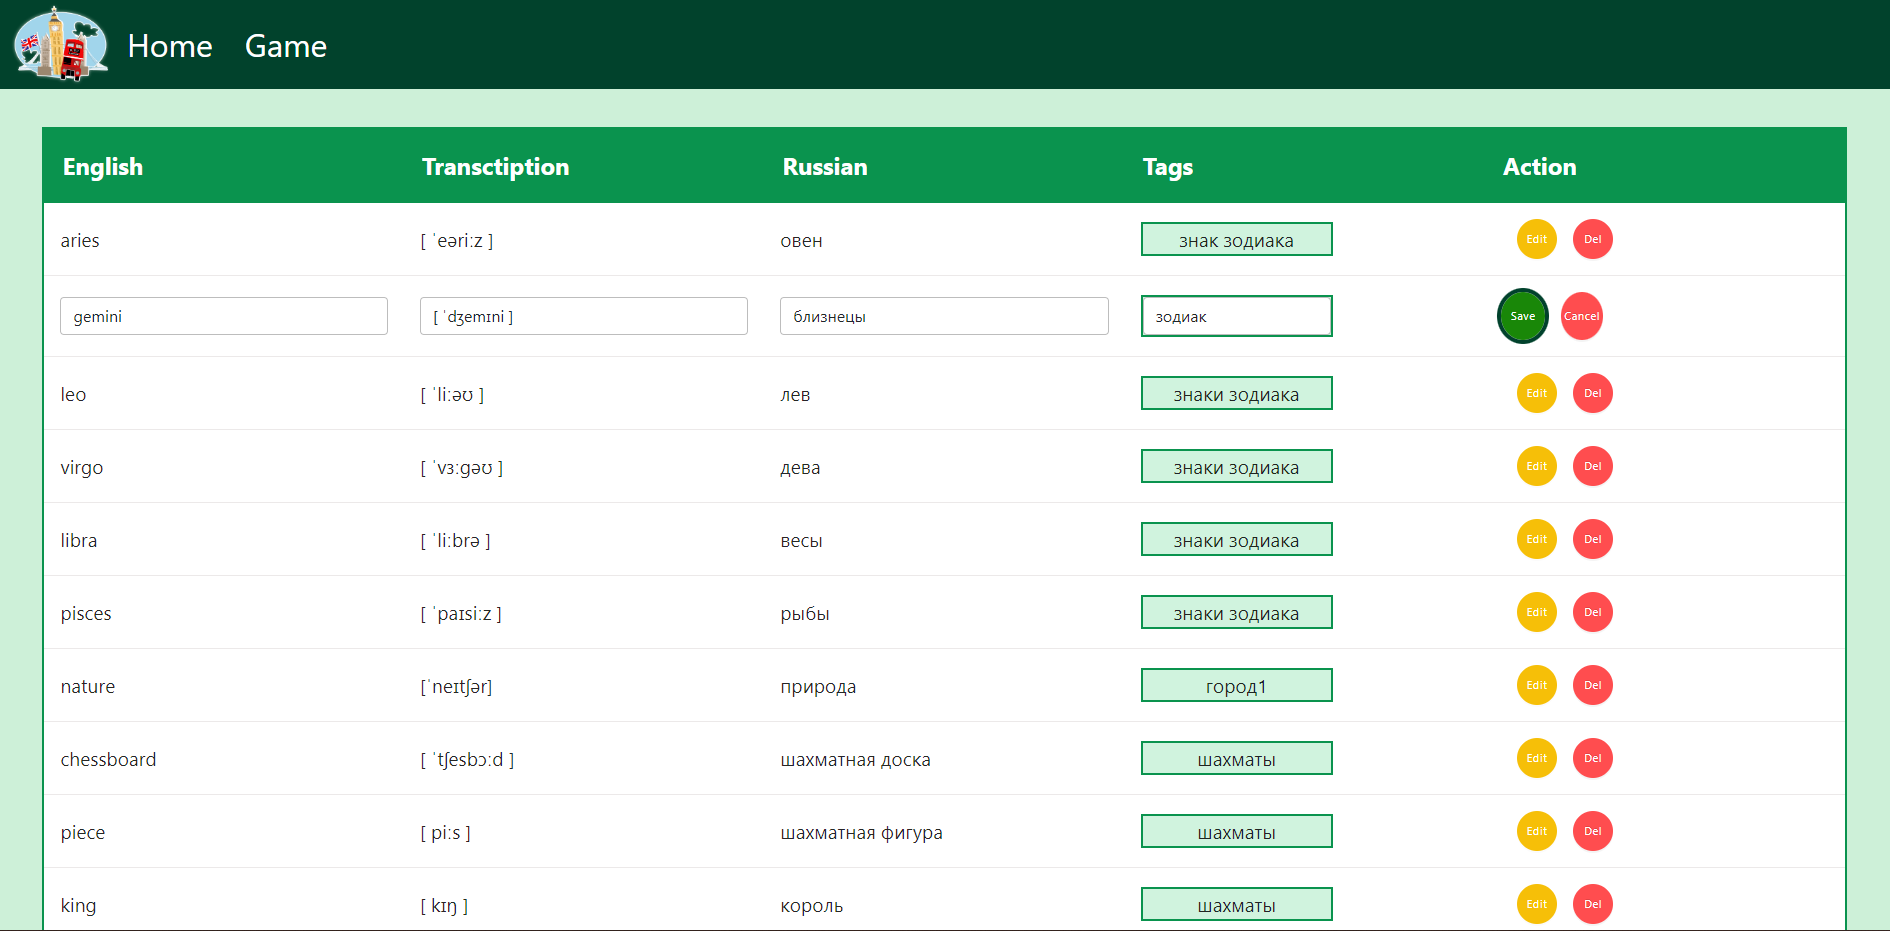 Home Game
English Transctiption Russian Tags Action
aries [ ˈeəriːz ] овен знак зодиака Edit Del
gemini [ ˈʤemɪni ] близнецы зодиак Save Cancel
leo [ ˈliːəʊ ] лев знаки зодиака Edit Del
virgo [ ˈvɜːgəʊ ] дева знаки зодиака Edit Del
libra [ ˈliːbrə ] весы знаки зодиака Edit Del
pisces [ ˈpaɪsiːz ] рыбы знаки зодиака Edit Del
nature [ˈneɪtʃər] природа город1 Edit Del
chessboard [ ˈtʃesbɔːd ] шахматная доска шахматы Edit Del
piece [ piːs ] шахматная фигура шахматы Edit Del
king [ kɪŋ ] король шахматы Edit Del